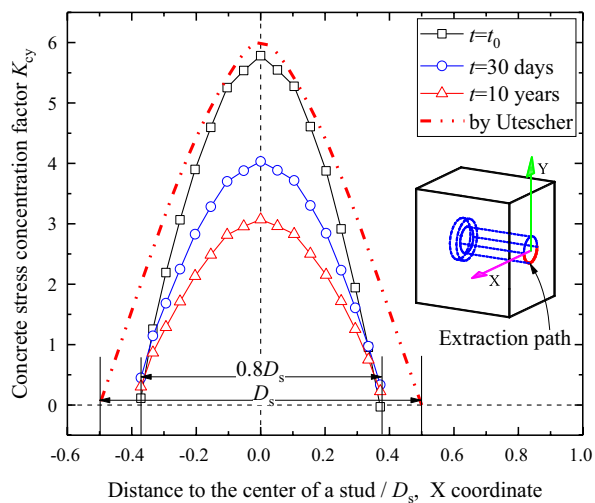 t=t0
t=30 days
t=10 years
by Utescher
Concrete stress concentration factor Kcy
6
5
4
3
2
1
0
Y
X
Extraction path
0.8Ds
Ds
-0.6 -0.4 -0.2 0.0 0.2 0.4 0.6 0.8 1.0
Distance to the center of a stud / Ds, X coordinate